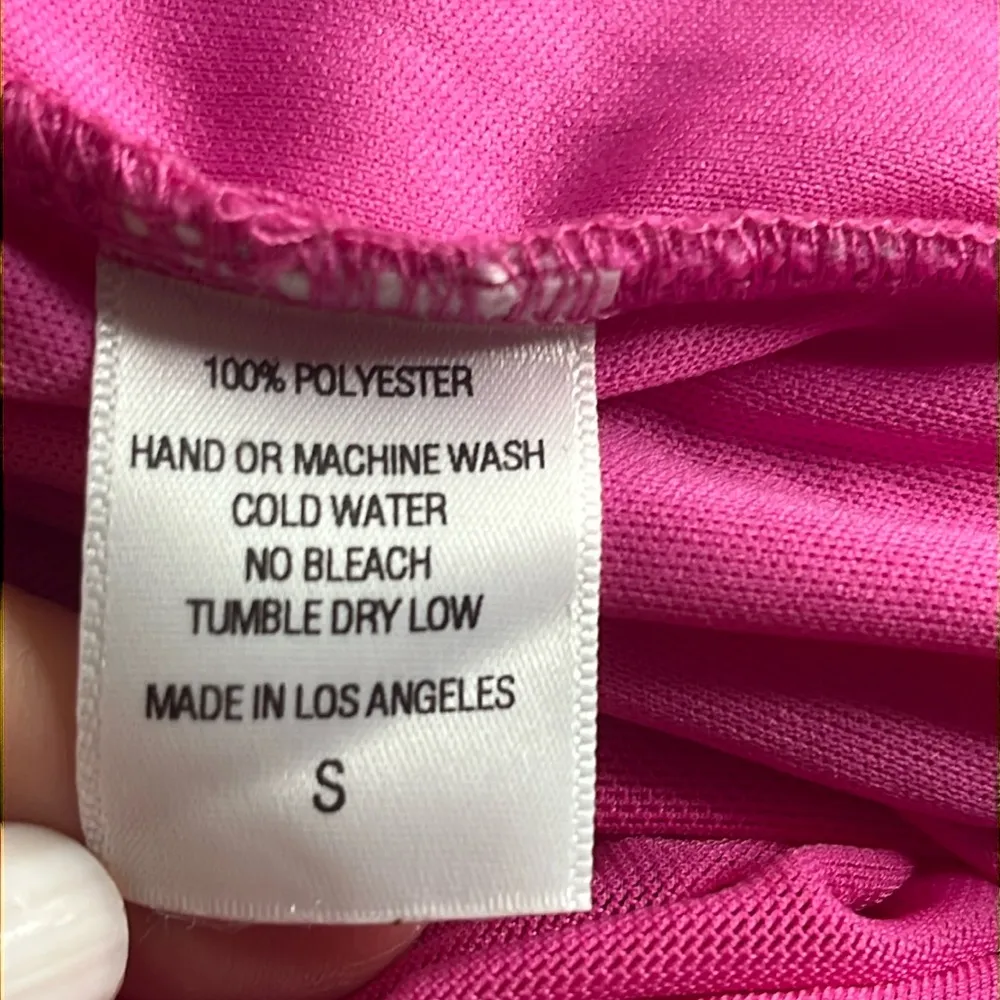 100% POLYESTER
HAND OR MACHINE WASH
COLD WATER
NO BLEACH
TUMBLE DRY LOW
MADE IN LOS ANGELES
S